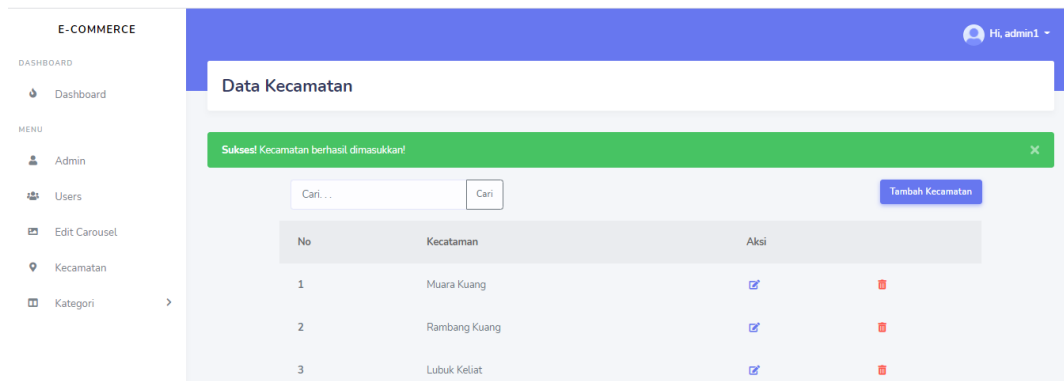 E-COMMERCE
Hi, admin1
DASHBOARD
Dashboard
MENU
Admin
Users
Edit Carousel
Kecamatan
Kategori
Data Kecamatan
Sukses! Kecamatan berhasil dimasukkan!
Cari. . .
Cari
Tambah Kecamatan
No Kecataman Aksi
1 Muara Kuang
2 Rambang Kuang
3 Lubuk Keliat